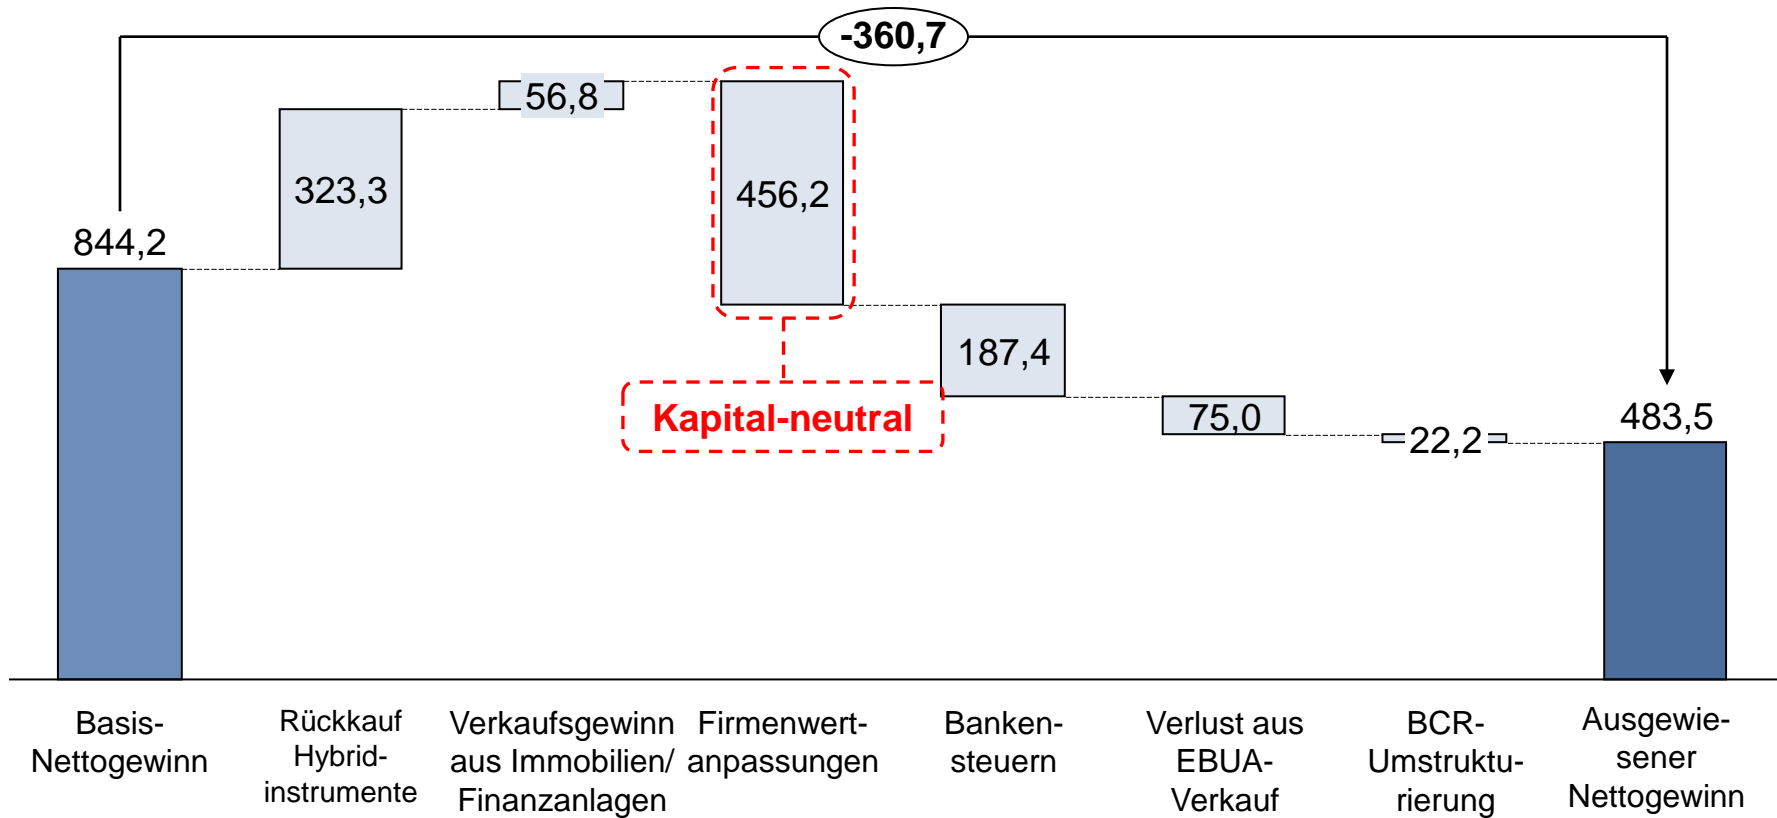 -360,7
56,8
323,3
456,2
844,2
187,4
Kapital-neutral
75,0
22,2
483,5
Basis-
Nettogewinn
Rückkauf
Hybrid-
instrumente
Verkaufsgewinn
aus Immobilien/
Finanzanlagen
Firmenwert-
anpassungen
Banken-
steuern
Verlust aus
EBUA-
Verkauf
BCR-
Umstruktu-
rierung
Ausgewie-
sener
Nettogewinn